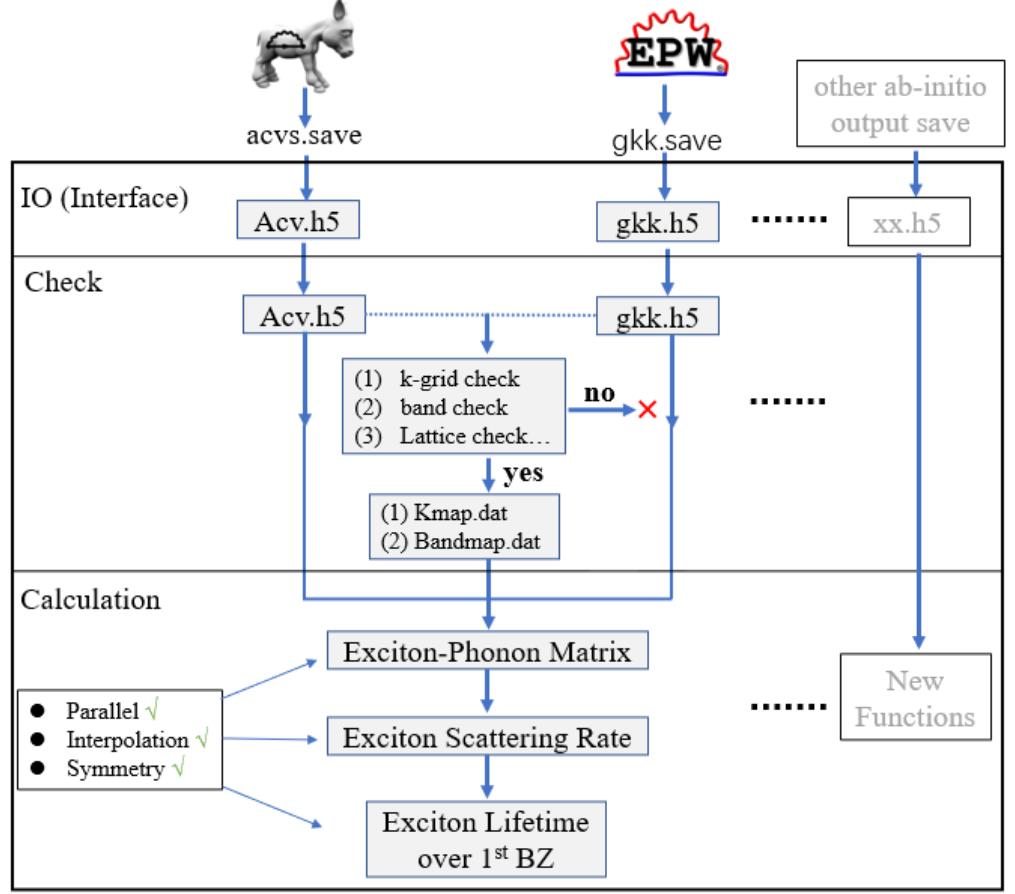 EPW
other ab-initio
output save
acvs.save
gkk.save
IO (Interface)
Acv.h5
gkk.h5
.......
xx.h5
Check
Acv.h5
gkk.h5
(1) k-grid check
(2) band check
(3) Lattice check...
no
.......
yes
(1) Kmap.dat
(2) Bandmap.dat
Calculation
Exciton-Phonon Matrix
● Parallel √
● Interpolation √
● Symmetry √
Exciton Scattering Rate
.......
New
Functions
Exciton Lifetime
over 1st BZ